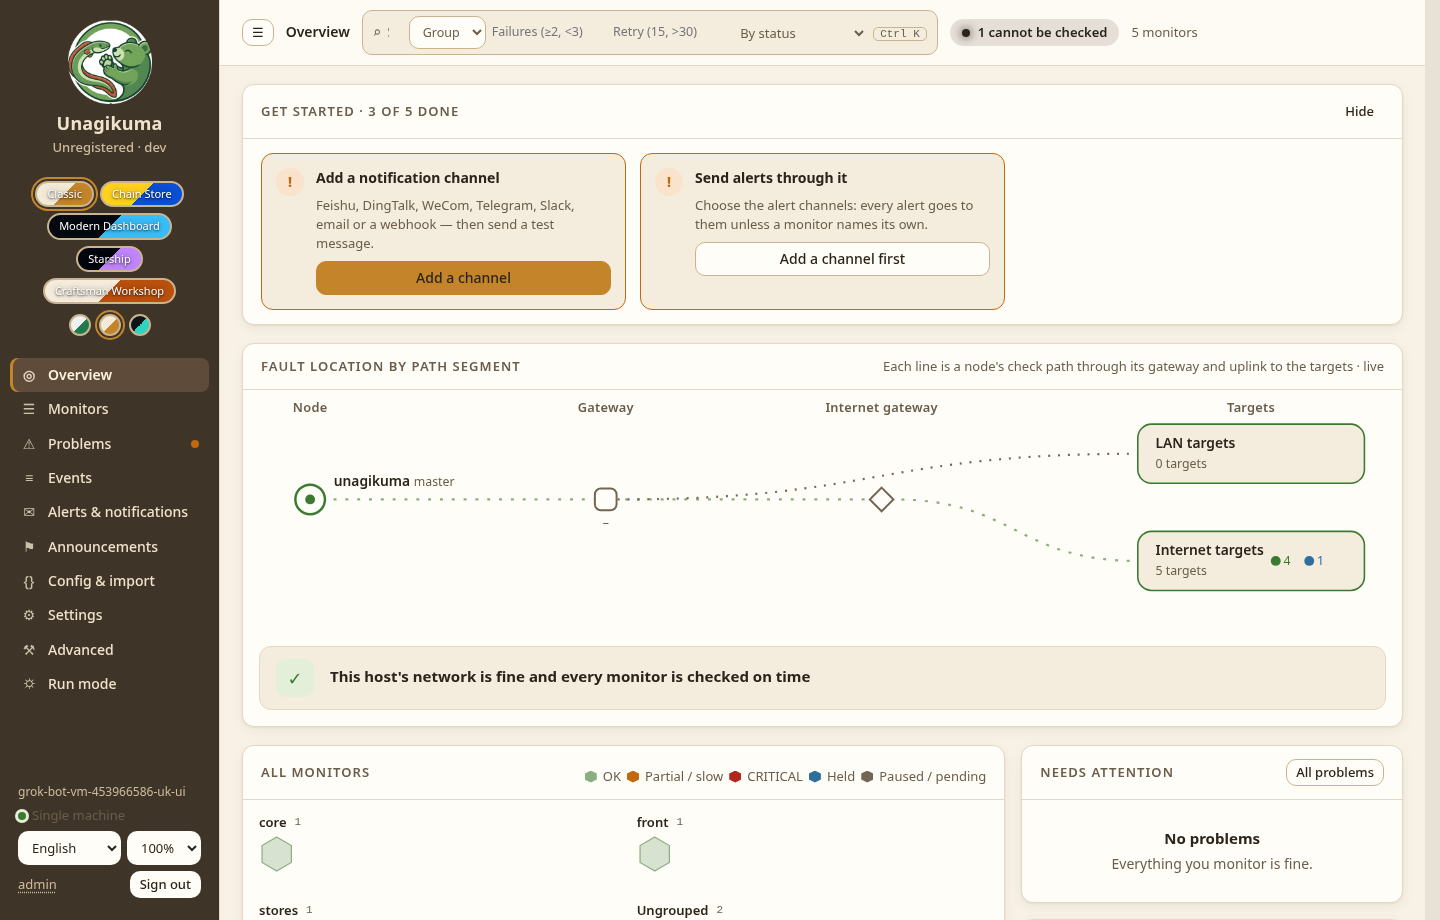 Unagikuma
Unregistered · dev
Classic
Chain Store
Modern Dashboard
Starship
Craftsman Workshop
Overview
Monitors
Problems
Events
Alerts & notifications
Announcements
Config & import
Settings
Advanced
Run mode
grok-bot-vm-453966586-uk-ui
Single machine
English
100%
admin
Sign out
Overview
Group
Failures (≥2, <3)
Retry (15, >30)
By status
Ctrl K
1 cannot be checked
5 monitors
GET STARTED · 3 OF 5 DONE
Hide
!
Add a notification channel
Feishu, DingTalk, WeCom, Telegram, Slack,
email or a webhook — then send a test
message.
Add a channel
!
Send alerts through it
Choose the alert channels: every alert goes to
them unless a monitor names its own.
Add a channel first
FAULT LOCATION BY PATH SEGMENT
Each line is a node's check path through its gateway and uplink to the targets · live
Node
Gateway
Internet gateway
Targets
unagikuma master
–
LAN targets
0 targets
Internet targets
5 targets
4
1
This host's network is fine and every monitor is checked on time
ALL MONITORS
OK
Partial / slow
CRITICAL
Held
Paused / pending
core 1
front 1
stores 1
Ungrouped 2
NEEDS ATTENTION
All problems
No problems
Everything you monitor is fine.